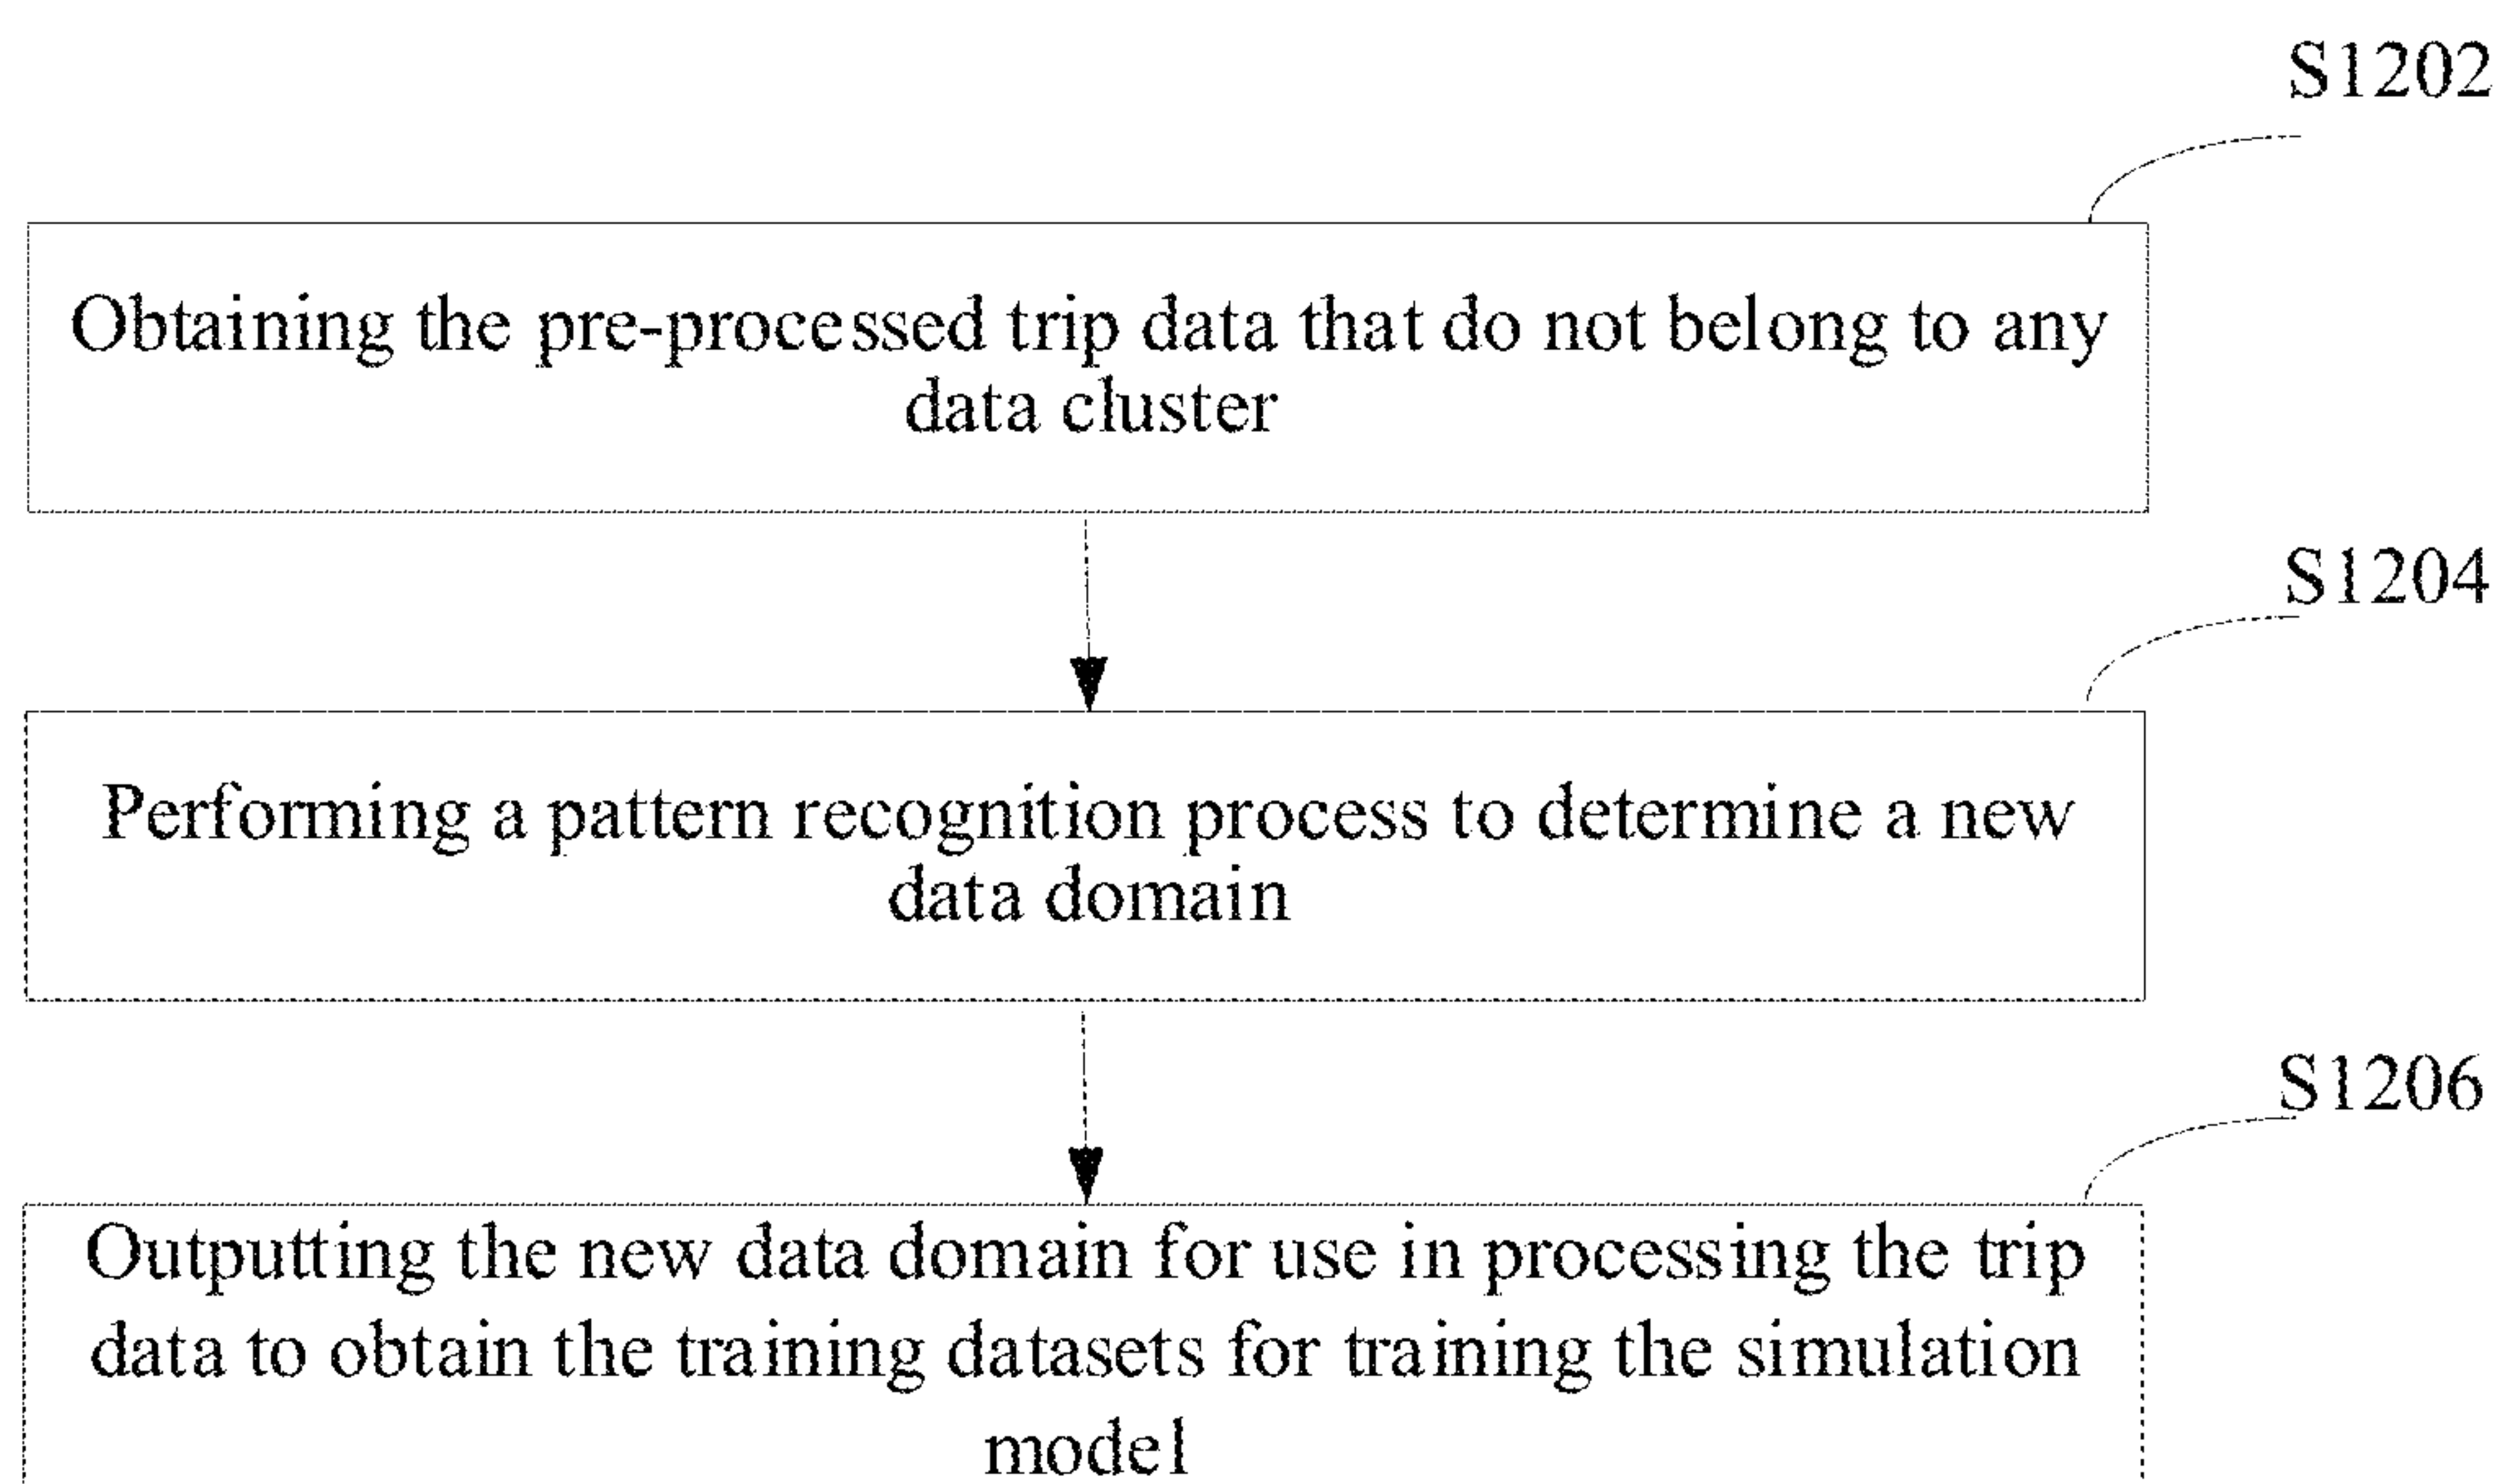 S1202
Obtaining the pre-processed trip data that do not belong to any
data cluster
S1204
Performing a pattern recognition process to determine a new
data domain
S1206
Outputting the new data domain for use in processing the trip
data to obtain the training datasets for training the simulation
model